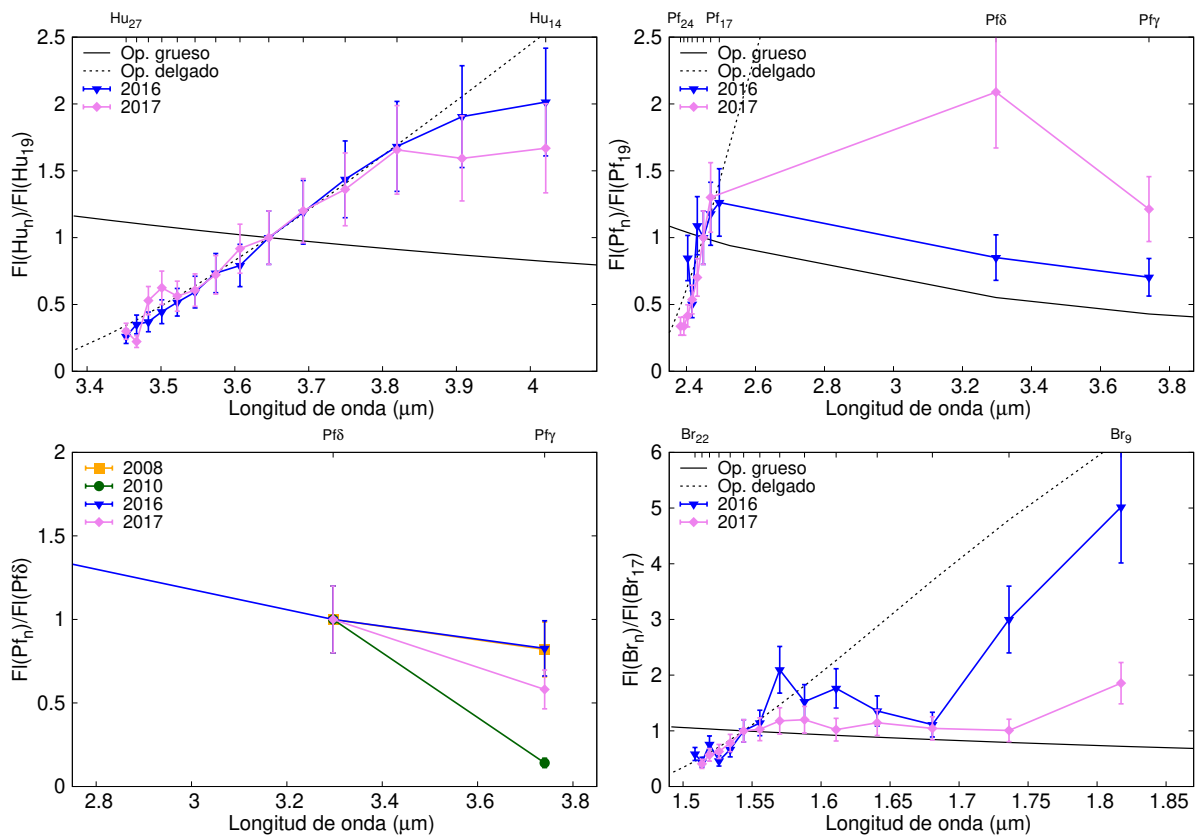 Hu27 Hu14
2.5
2
1.5
1
0.5
0
3.4 3.5 3.6 3.7 3.8 3.9 4
Fl(Hun)/Fl(Hu19)
Longitud de onda (μm)
Op. grueso
Op. delgado
2016
2017
Pf24 Pf17 Pfδ Pfγ
2.5
2
1.5
1
0.5
0
2.4 2.6 2.8 3 3.2 3.4 3.6 3.8
Fl(Pfn)/Fl(Pf19)
Longitud de onda (μm)
Op. grueso
Op. delgado
2016
2017
Pfδ Pfγ
2
1.5
1
0.5
0
2.8 3 3.2 3.4 3.6 3.8
Fl(Pfn)/Fl(Pfδ)
Longitud de onda (μm)
2008
2010
2016
2017
Br22 Br9
6
5
4
3
2
1
0
1.5 1.55 1.6 1.65 1.7 1.75 1.8 1.85
Fl(Brn)/Fl(Br17)
Longitud de onda (μm)
Op. grueso
Op. delgado
2016
2017